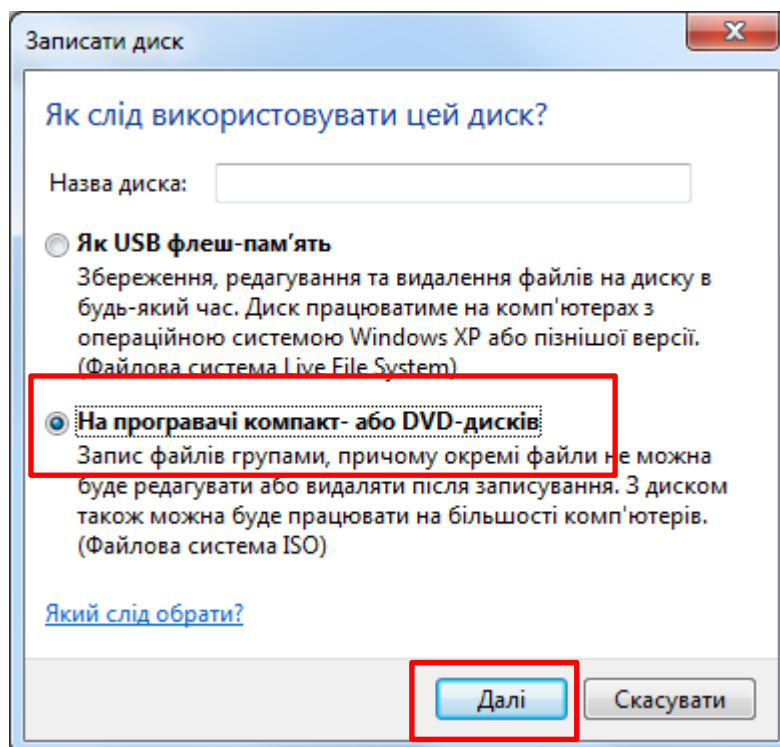 Записати диск
Як слід використовувати цей диск?
Назва диска:
Як USB флеш-пам’ять
Збереження, редагування та видалення файлів на диску в
будь-який час. Диск працюватиме на комп'ютерах з
операційною системою Windows XP або пізнішої версії.
(Файлова система Live File System)
На програвачі компакт- або DVD-дисків
Запис файлів групами, причому окремі файли не можна
буде редагувати або видаляти після записування. З диском
також можна буде працювати на більшості комп'ютерів.
(Файлова система ISO)
Який слід обрати?
Далі
Скасувати